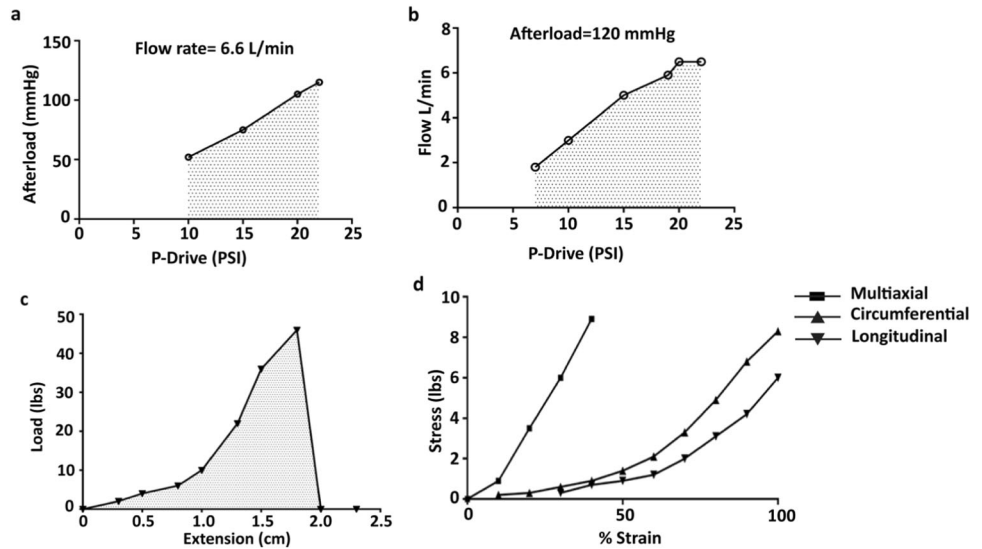 a
Flow rate= 6.6 L/min
Afterload (mmHg)
150
100
50
0
0 5 10 15 20 25
P-Drive (PSI)
b
Afterload=120 mmHg
Flow L/min
8
6
4
2
0
0 5 10 15 20 25
P-Drive (PSI)
c
Load (lbs)
50
40
30
20
10
0
0 0.5 1.0 1.5 2.0 2.5
Extension (cm)
d
Stress (lbs)
10
8
6
4
2
0
0 50 100
% Strain
Multiaxial
Circumferential
Longitudinal